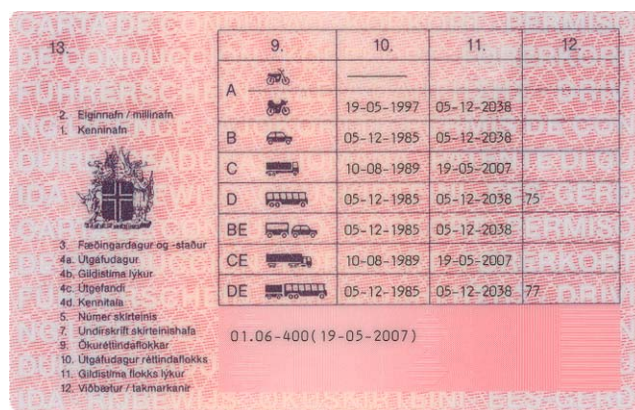 13.
2. Eiginnafn / millinafn
1. Kenninafn
3. Fæðingardagur og -staður
4a. Útgáfudagur
4b. Gildistíma lýkur
4c. Útgefandi
4d. Kennitala
5. Númer skírteinis
7. Undirskrift skírteinishafa
9. Ökuréttindaflokkar
10. Útgáfudagur réttindaflokks
11. Gildistíma flokks lýkur
12. Viðbætur / takmarkanir
9. 10. 11. 12.
A
19-05-1997 05-12-2038
B 05-12-1985 05-12-2038
C 10-08-1989 19-05-2007
D 05-12-1985 05-12-2038 75
BE 05-12-1985 05-12-2038
CE 10-08-1989 19-05-2007
DE 05-12-1985 05-12-2038 77
01.06-400(19-05-2007)